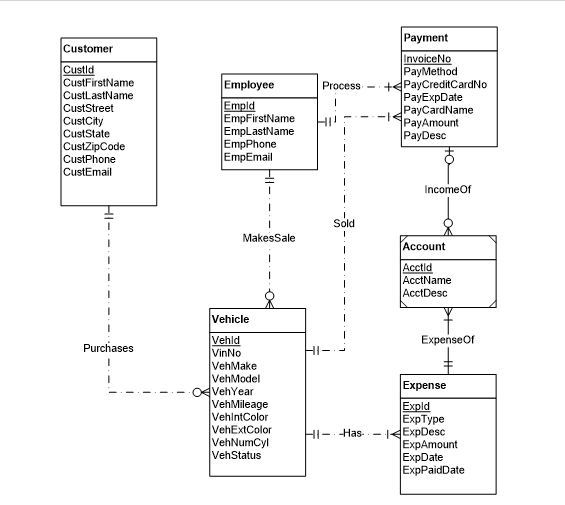 Customer
CustId
CustFirstName
CustLastName
CustStreet
CustCity
CustState
CustZipCode
CustPhone
CustEmail
Employee
EmpId
EmpFirstName
EmpLastName
EmpPhone
EmpEmail
Process
Payment
InvoiceNo
PayMethod
PayCreditCardNo
PayExpDate
PayCardName
PayAmount
PayDesc
IncomeOf
Sold
MakesSale
Account
AcctId
AcctName
AcctDesc
Purchases
Vehicle
VehId
VinNo
VehMake
VehModel
VehYear
VehMileage
VehIntColor
VehExtColor
VehNumCyl
VehStatus
ExpenseOf
Has
Expense
ExpId
ExpType
ExpDesc
ExpAmount
ExpDate
ExpPaidDate